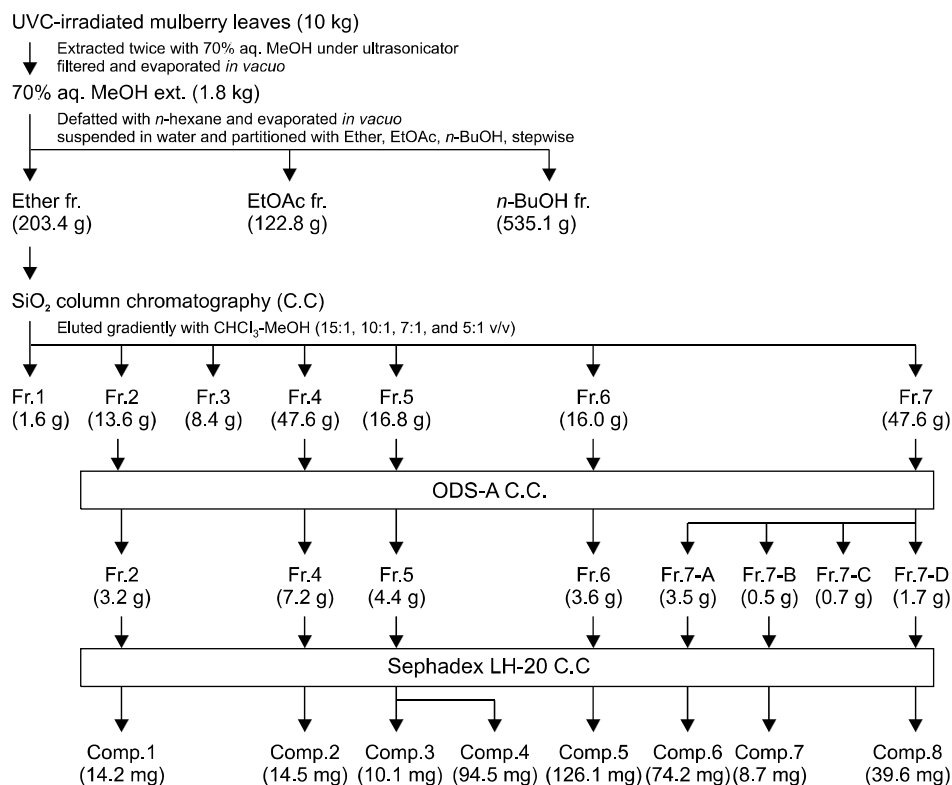 UVC-irradiated mulberry leaves (10 kg)
Extracted twice with 70% aq. MeOH under ultrasonicator
filtered and evaporated in vacuo
70% aq. MeOH ext. (1.8 kg)
Defatted with n-hexane and evaporated in vacuo
suspended in water and partitioned with Ether, EtOAc, n-BuOH, stepwise
Ether fr. EtOAc fr. n-BuOH fr.
(203.4 g) (122.8 g) (535.1 g)
SiO₂ column chromatography (C.C)
Eluted gradiently with CHCl₃-MeOH (15:1, 10:1, 7:1, and 5:1 v/v)
Fr.1 Fr.2 Fr.3 Fr.4 Fr.5 Fr.6 Fr.7
(1.6 g) (13.6 g) (8.4 g) (47.6 g) (16.8 g) (16.0 g) (47.6 g)
ODS-A C.C.
Fr.2 Fr.4 Fr.5 Fr.6 Fr.7-A Fr.7-B Fr.7-C Fr.7-D
(3.2 g) (7.2 g) (4.4 g) (3.6 g) (3.5 g) (0.5 g) (0.7 g) (1.7 g)
Sephadex LH-20 C.C
Comp.1 Comp.2 Comp.3 Comp.4 Comp.5 Comp.6 Comp.7 Comp.8
(14.2 mg) (14.5 mg) (10.1 mg) (94.5 mg) (126.1 mg) (74.2 mg) (8.7 mg) (39.6 mg)